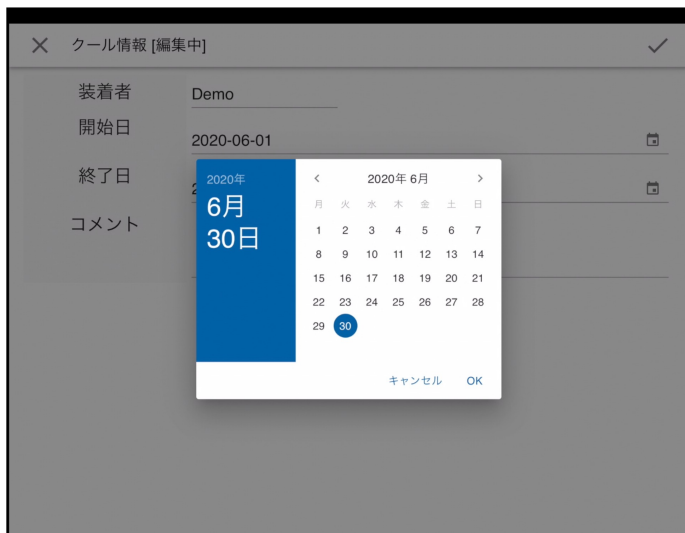 クール情報 [編集中]
装着者 Demo
開始日 2020-06-01
終了日 2
コメント
2020年
6月
30日
2020年 6月
月 火 水 木 金 土 日
1 2 3 4 5 6 7
8 9 10 11 12 13 14
15 16 17 18 19 20 21
22 23 24 25 26 27 28
29 30
キャンセル OK